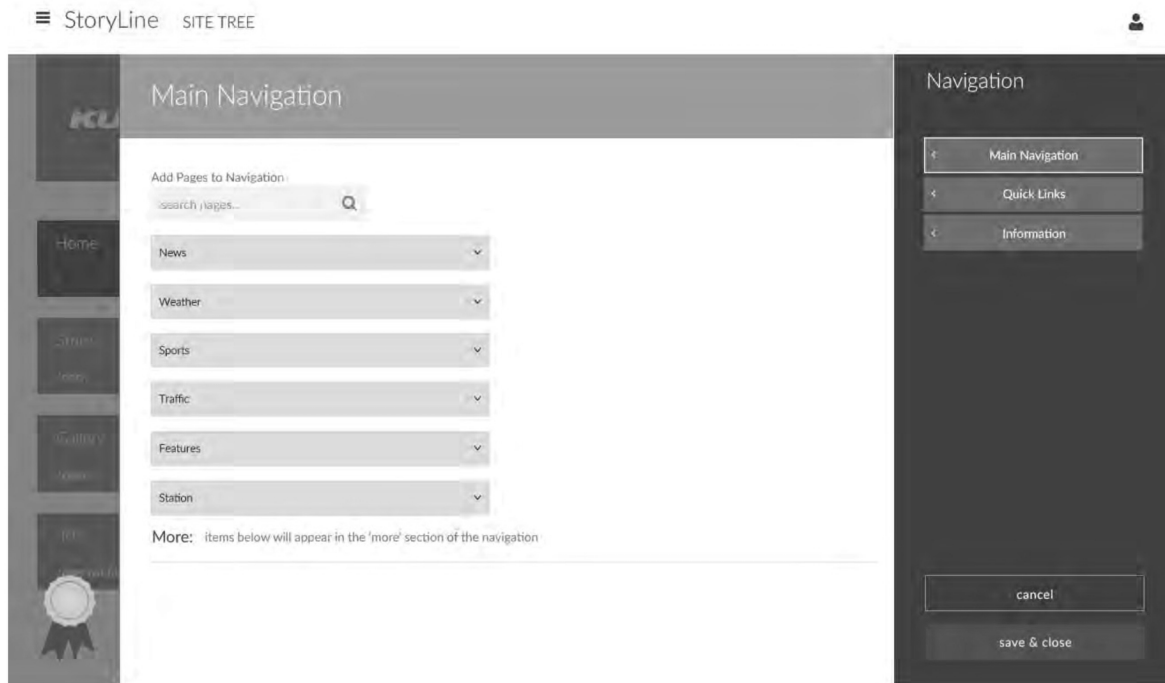 StoryLine SITE TREE
Main Navigation
Add Pages to Navigation
search pages...
News
Weather
Sports
Traffic
Features
Station
More: items below will appear in the 'more' section of the navigation
Home
Navigation
Main Navigation
Quick Links
Information
cancel
save & close